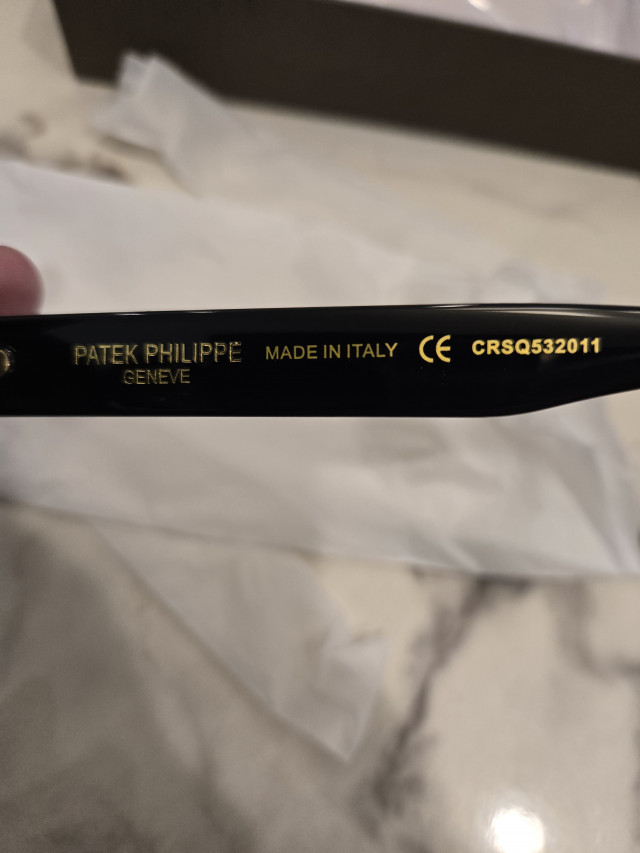 PATEK PHILIPPE MADE IN ITALY CE CRSQ532011
GENEVE